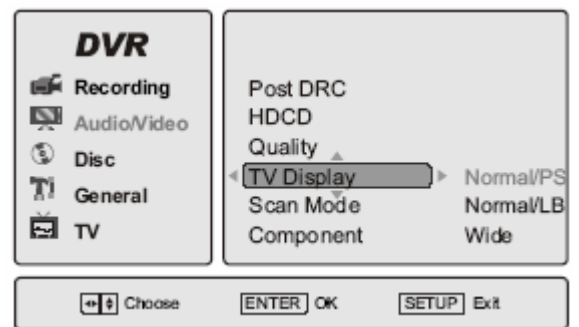 DVR
Recording
Audio/Video
Disc
General
TV
Post DRC
HDCD
Quality
TV Display Normal/PS
Scan Mode Normal/LB
Component Wide
Choose ENTER OK SETUP Exit